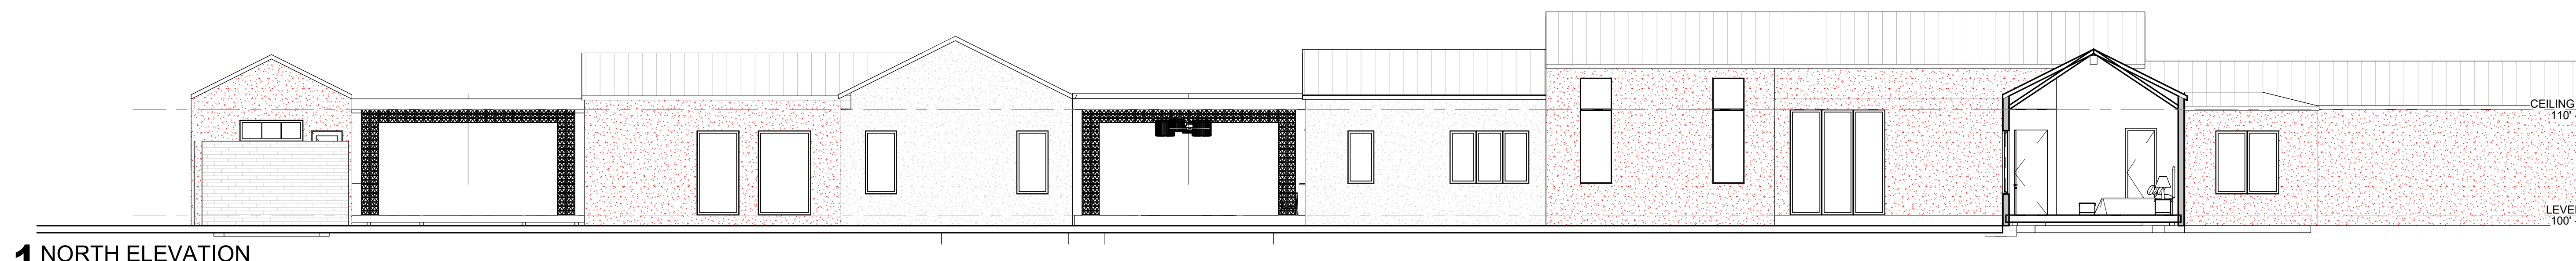 CEILING
110' -
LEVE
100' -
1 NORTH ELEVATION